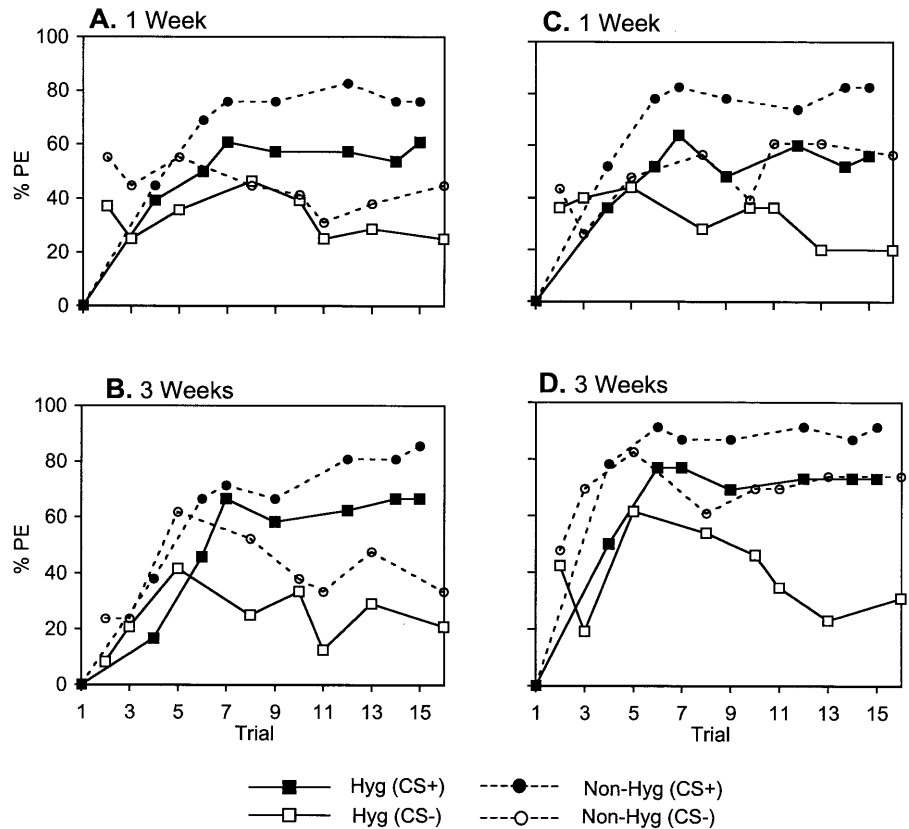 A. 1 Week
C. 1 Week
100
80
60
40
20
0
% PE
B. 3 Weeks
D. 3 Weeks
100
80
60
40
20
0
% PE
1 3 5 7 9 11 13 15
1 3 5 7 9 11 13 15
Trial
Trial
Hyg (CS+)
Non-Hyg (CS+)
Hyg (CS-)
Non-Hyg (CS-)